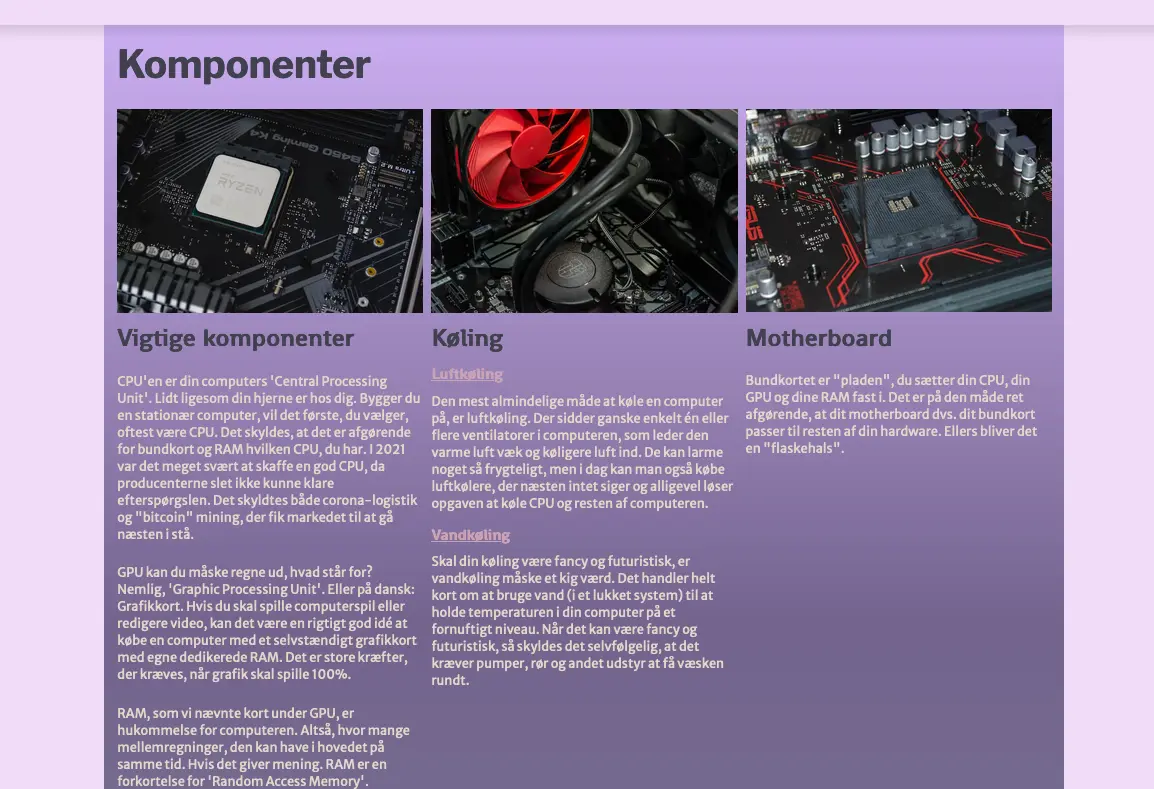 Komponenter
B450 Gaming K4
Ultra M.2
AMD
RYZEN
AMD
Vigtige komponenter
CPU'en er din computers 'Central Processing
Unit'. Lidt ligesom din hjerne er hos dig. Bygger du
en stationær computer, vil det første, du vælger,
oftest være CPU. Det skyldes, at det er afgørende
for bundkort og RAM hvilken CPU, du har. I 2021
var det meget svært at skaffe en god CPU, da
producenterne slet ikke kunne klare
efterspørgslen. Det skyldtes både corona-logistik
og "bitcoin" mining, der fik markedet til at gå
næsten i stå.
GPU kan du måske regne ud, hvad står for?
Nemlig, 'Graphic Processing Unit'. Eller på dansk:
Grafikkort. Hvis du skal spille computerspil eller
redigere video, kan det være en rigtigt god idé at
købe en computer med et selvstændigt grafikkort
med egne dedikerede RAM. Det er store kræfter,
der kræves, når grafik skal spille 100%.
RAM, som vi nævnte kort under GPU, er
hukommelse for computeren. Altså, hvor mange
mellemregninger, den kan have i hovedet på
samme tid. Hvis det giver mening. RAM er en
forkortelse for 'Random Access Memory'.
Køling
Luftkøling
Den mest almindelige måde at køle en computer
på, er luftkøling. Der sidder ganske enkelt én eller
flere ventilatorer i computeren, som leder den
varme luft væk og køligere luft ind. De kan larme
noget så frygteligt, men i dag kan man også købe
luftkølere, der næsten intet siger og alligevel løser
opgaven at køle CPU og resten af computeren.
Vandkøling
Skal din køling være fancy og futuristisk, er
vandkøling måske et kig værd. Det handler helt
kort om at bruge vand (i et lukket system) til at
holde temperaturen i din computer på et
fornuftigt niveau. Når det kan være fancy og
futuristisk, så skyldes det selvfølgelig, at det
kræver pumper, rør og andet udstyr at få væsken
rundt.
Motherboard
Bundkortet er "pladen", du sætter din CPU, din
GPU og dine RAM fast i. Det er på den måde ret
afgørende, at dit motherboard dvs. dit bundkort
passer til resten af din hardware. Ellers bliver det
en "flaskehals".